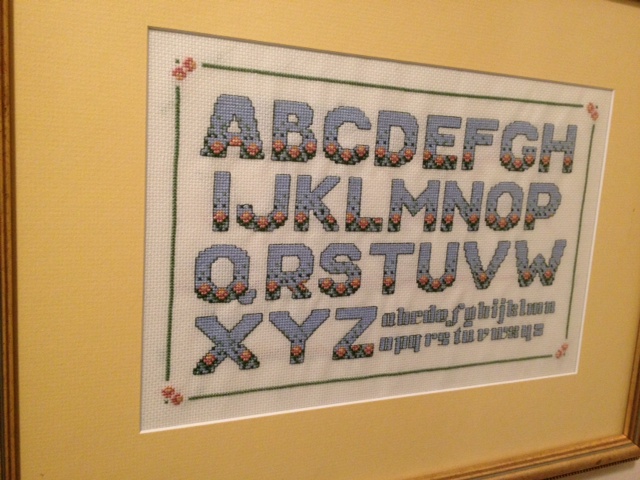 ABCDEFGH
IJKLMNOP
QRSTUVW
XYZ
abcdefghijklmn
opqrstuvwxyz